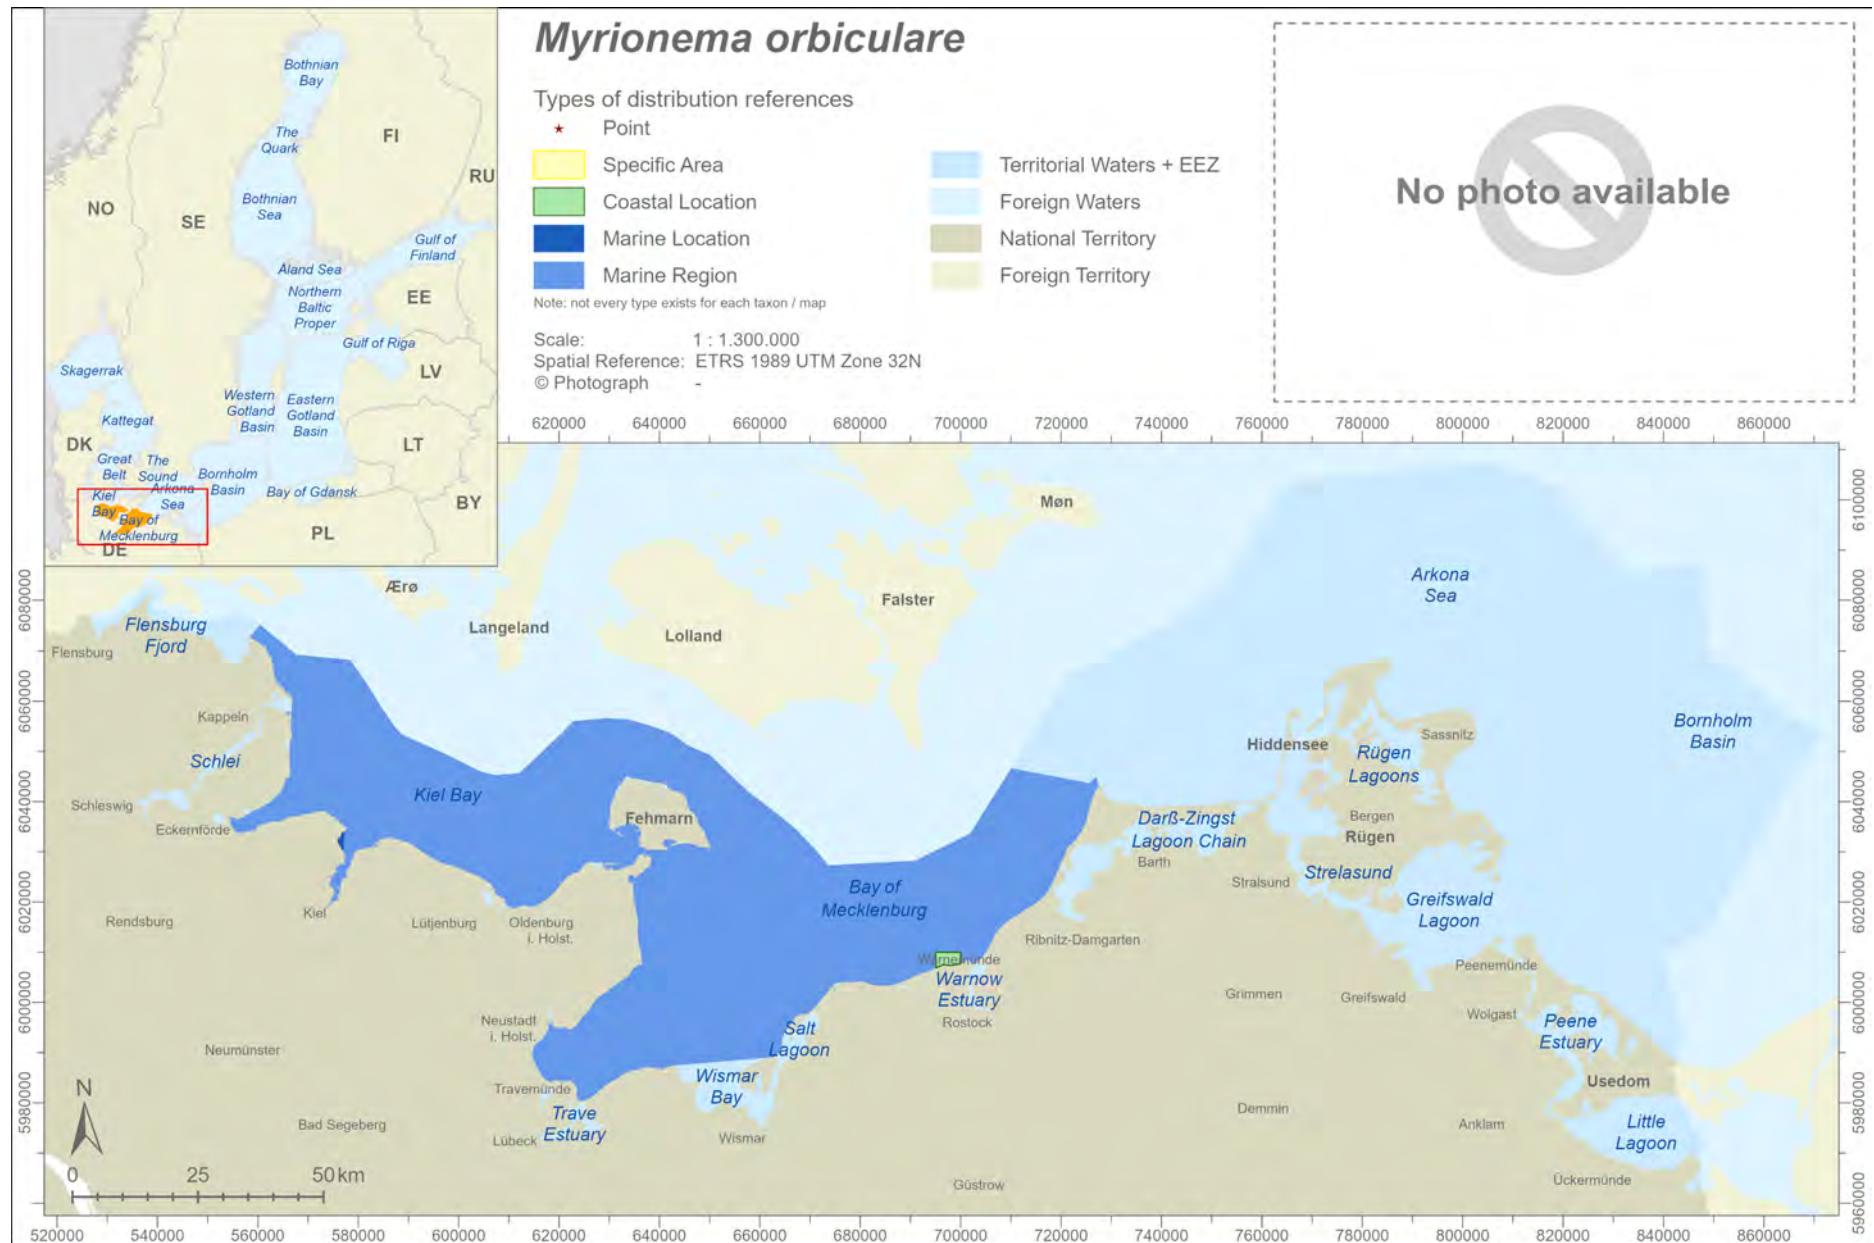 Myrionema orbiculare
Types of distribution references
Point
Specific Area
Coastal Location
Marine Location
Marine Region
Territorial Waters + EEZ
Foreign Waters
National Territory
Foreign Territory
Note: not every type exists for each taxon / map
Scale: 1 : 1.300.000
Spatial Reference: ETRS 1989 UTM Zone 32N
© Photograph -
No photo available
Bothnian
Bay
The
Quark
FI
RU
NO
SE
Bothnian
Sea
Gulf of
Finland
Åland Sea
Northern
Baltic
Proper
EE
Gulf of Riga
Skagerrak
LV
Western
Gotland
Basin
Eastern
Gotland
Basin
Kattegat
DK
LT
Great
Belt
The
Sound
Bornholm
Basin
Arkona
Sea
Bay of Gdansk
Kiel
Bay
Bay of
Mecklenburg
BY
PL
DE
620000 640000 660000 680000 700000 720000 740000 760000 780000 800000 820000 840000 860000
Møn
Ærø
Langeland
Lolland
Falster
Arkona
Sea
Flensburg
Fjord
Flensburg
Kappeln
Schlei
Schleswig
Eckernförde
Kiel Bay
Fehmarn
Hiddensee
Rügen
Lagoons
Sassnitz
Bornholm
Basin
Darß-Zingst
Lagoon Chain
Barth
Bergen
Rügen
Strelasund
Stralsund
Greifswald
Lagoon
Bay of
Mecklenburg
Rendsburg
Kiel
Lütjenburg
Oldenburg
i. Holst.
Ribnitz-Damgarten
Warnemünde
Warnow
Estuary
Rostock
Peenemünde
Grimmen
Greifswald
Wolgast
Peene
Estuary
Neustadt
i. Holst.
Salt
Lagoon
Neumünster
Wismar
Bay
Usedom
Travemünde
Trave
Estuary
Bad Segeberg
Lübeck
Wismar
Demmin
Anklam
Little
Lagoon
Güstrow
Ückermünde
N
0 25 50 km
6080000
6060000
6040000
6020000
6000000
5980000
6100000
6080000
6060000
6040000
6020000
6000000
5980000
5960000
520000 540000 560000 580000 600000 620000 640000 660000 680000 700000 720000 740000 760000 780000 800000 820000 840000 860000